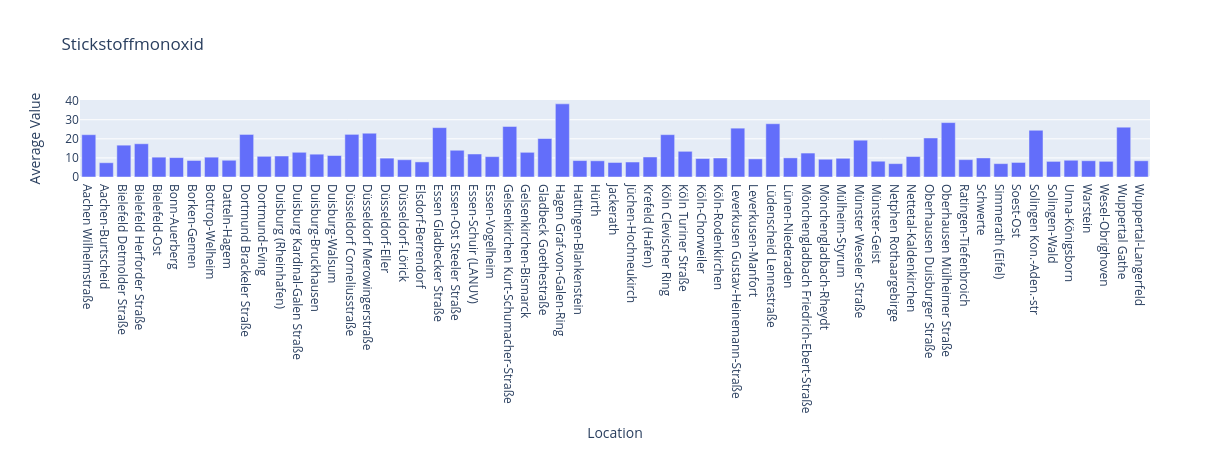 Stickstoffmonoxid
Average Value
40
30
20
10
0
Aachen Wilhelmstraße
Aachen-Burtscheid
Bielefeld Detmolder Straße
Bielefeld Herforder Straße
Bielefeld-Ost
Bonn-Auerberg
Borken-Gemen
Bottrop-Welheim
Datteln-Hagem
Dortmund Brackeler Straße
Dortmund-Eving
Duisburg (Rheinhafen)
Duisburg Kardinal-Galen Straße
Duisburg-Bruckhausen
Duisburg-Walsum
Düsseldorf Corneliusstraße
Düsseldorf Merowingerstraße
Düsseldorf-Eller
Düsseldorf-Lörick
Elsdorf-Berrendorf
Essen Gladbecker Straße
Essen-Ost Steeler Straße
Essen-Schuir (LANUV)
Essen-Vogelheim
Gelsenkirchen Kurt-Schumacher-Straße
Gelsenkirchen-Bismarck
Gladbeck Goethestraße
Hagen Graf-von-Galen-Ring
Hattingen-Blankenstein
Hürth
Jackerath
Jüchen-Hochneukirch
Krefeld (Hafen)
Köln Clevischer Ring
Köln Turiner Straße
Köln-Chorweiler
Köln-Rodenkirchen
Leverkusen Gustav-Heinemann-Straße
Leverkusen-Manfort
Lüdenscheid Lennestraße
Lünen-Niederaden
Mönchengladbach Friedrich-Ebert-Straße
Mönchengladbach-Rheydt
Mülheim-Styrum
Münster Weseler Straße
Münster-Geist
Netphen Rothaargebirge
Nettetal-Kaldenkirchen
Oberhausen Duisburger Straße
Oberhausen Mülheimer Straße
Ratingen-Tiefenbroich
Schwerte
Simmerath (Eifel)
Soest-Ost
Solingen Kon.-Aden.-str
Solingen-Wald
Unna-Königsborn
Warstein
Wesel-Obrighoven
Wuppertal Gathe
Wuppertal-Langerfeld
Location